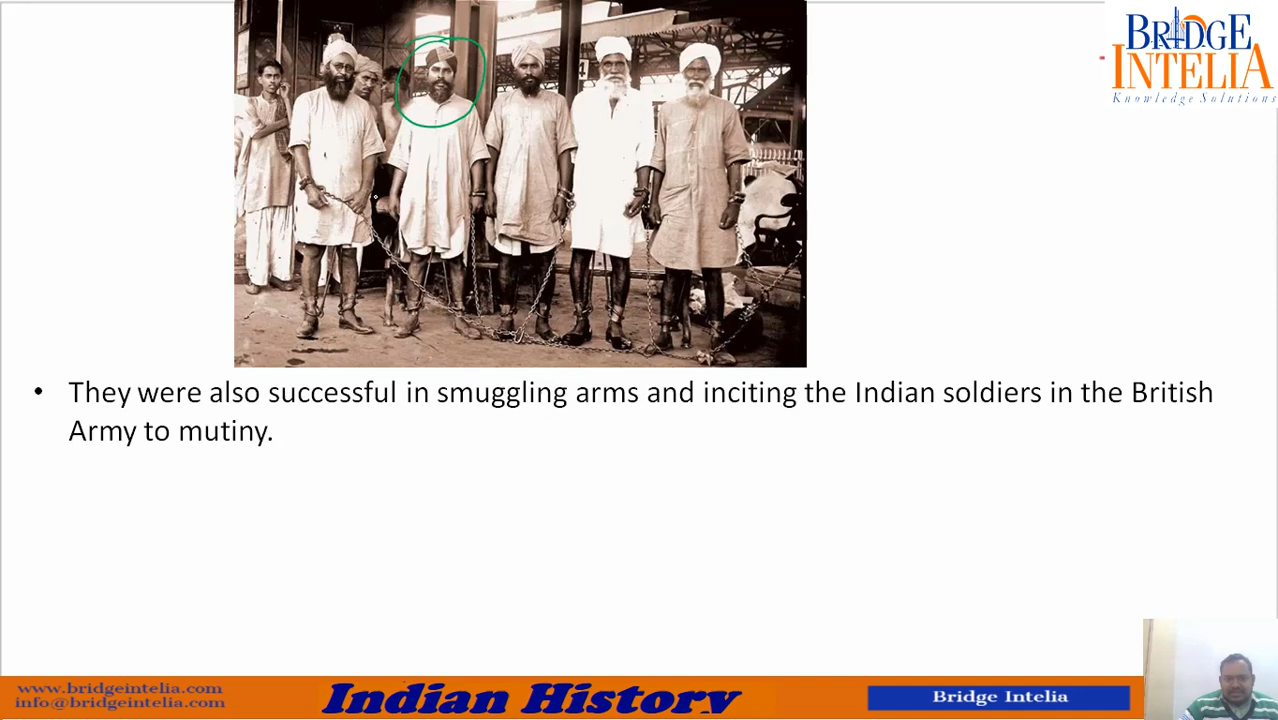 BRIDGE
INTELIA
Knowledge Solutions
4
• They were also successful in smuggling arms and inciting the Indian soldiers in the British
Army to mutiny.
www.bridgeintelia.com
info@bridgeintelia.com
Indian History
Bridge Intelia